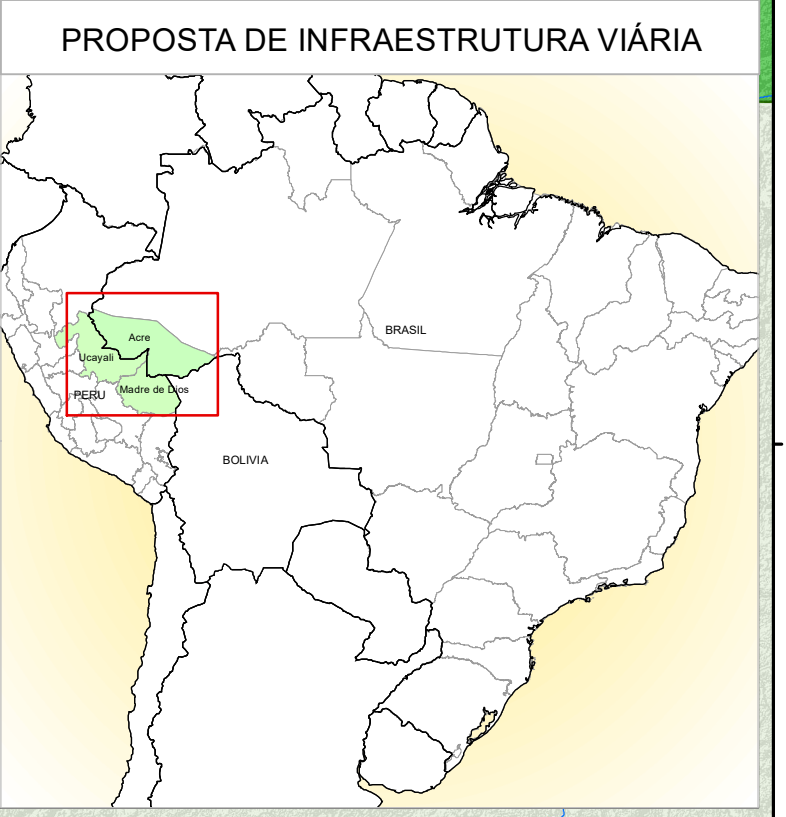 PROPOSTA DE INFRAESTRUTURA VIÁRIA
BRASIL
Acre
Ucayali
PERU
Madre de Dios
BOLIVIA